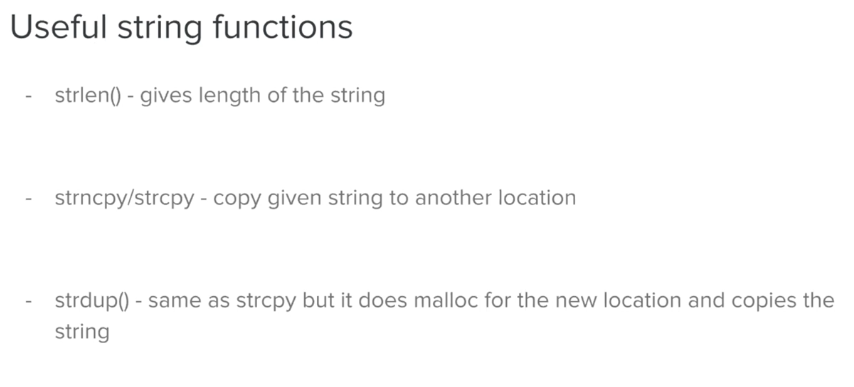 Useful string functions
- strlen() - gives length of the string
- strncpy/strcpy - copy given string to another location
- strdup() - same as strcpy but it does malloc for the new location and copies the
string